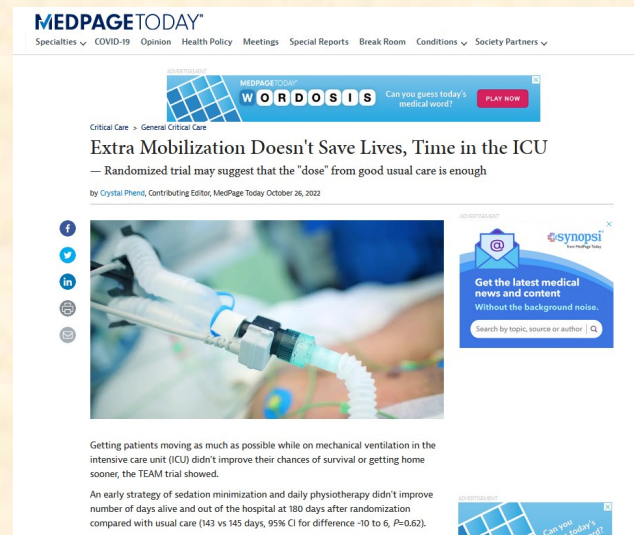 MEDPAGETODAY®
Specialties COVID-19 Opinion Health Policy Meetings Special Reports Break Room Conditions Society Partners
ADVERTISEMENT
MEDPAGETODAY®
WORDOSIS
Can you guess today's
medical word?
PLAY NOW
Critical Care > General Critical Care
Extra Mobilization Doesn't Save Lives, Time in the ICU
— Randomized trial may suggest that the "dose" from good usual care is enough
by Crystal Phend, Contributing Editor, MedPage Today October 26, 2022
ADVERTISEMENT
synopsi
from MedPage Today
Get the latest medical
news and content
Without the background noise.
Search by topic, source or author
Getting patients moving as much as possible while on mechanical ventilation in the
intensive care unit (ICU) didn't improve their chances of survival or getting home
sooner, the TEAM trial showed.
An early strategy of sedation minimization and daily physiotherapy didn't improve
number of days alive and out of the hospital at 180 days after randomization
compared with usual care (143 vs 145 days, 95% CI for difference -10 to 6, P=0.62).
ADVERTISEMENT
Can you
today's